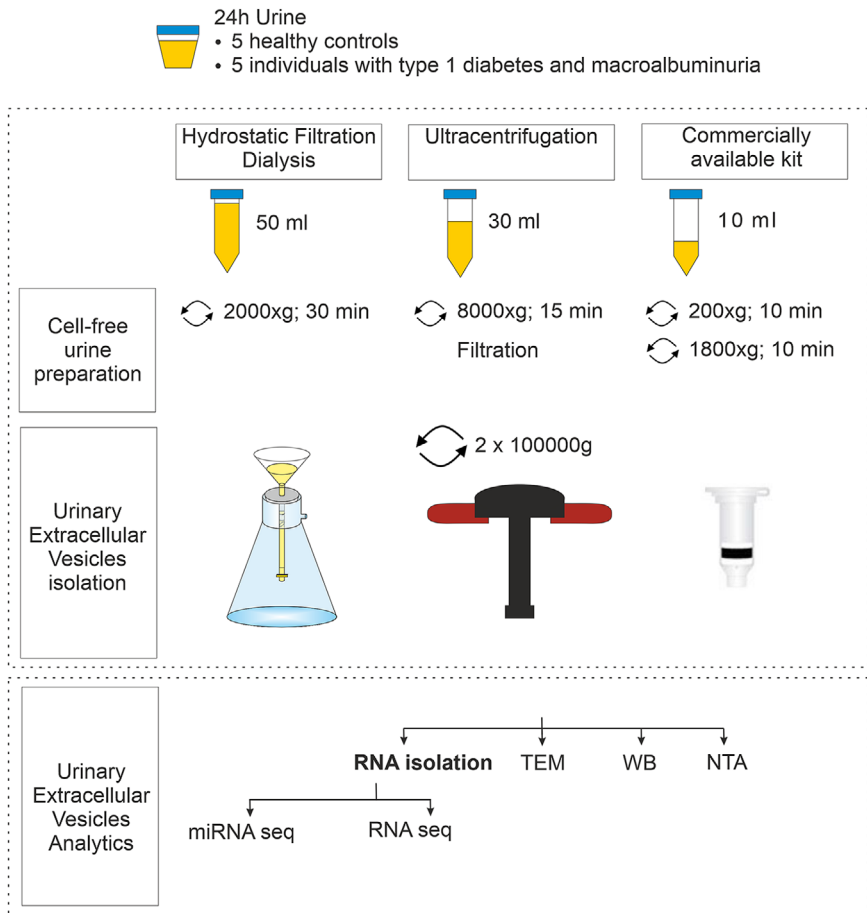 24h Urine
• 5 healthy controls
• 5 individuals with type 1 diabetes and macroalbuminuria
Hydrostatic Filtration
Dialysis
Ultracentrifugation
Commercially
available kit
50 ml
30 ml
10 ml
Cell-free
urine
preparation
2000xg; 30 min
8000xg; 15 min
Filtration
200xg; 10 min
1800xg; 10 min
Urinary
Extracellular
Vesicles
isolation
2 x 100000g
Urinary
Extracellular
Vesicles
Analytics
RNA isolation
TEM
WB
NTA
miRNA seq
RNA seq